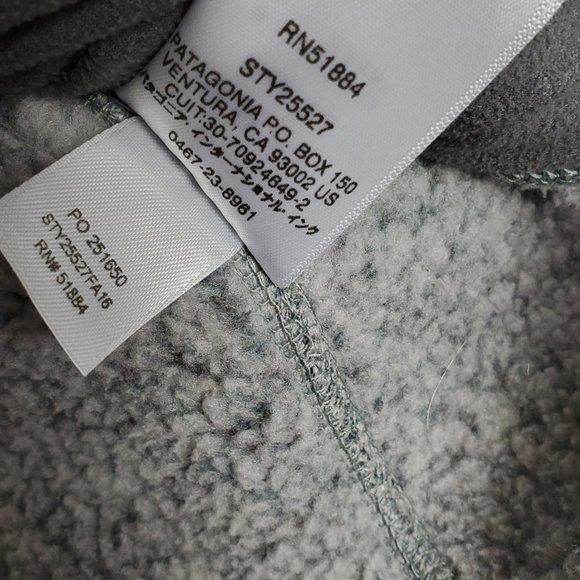 RN51884
STY25527
PATAGONIA PO. BOX 150
VENTURA, CA 93002 US
CUIT:30-70924649-2
パタゴニア・インターナショナル・インク
0467-23-8961
PO 251650
STY25527FA16
RN# 51884